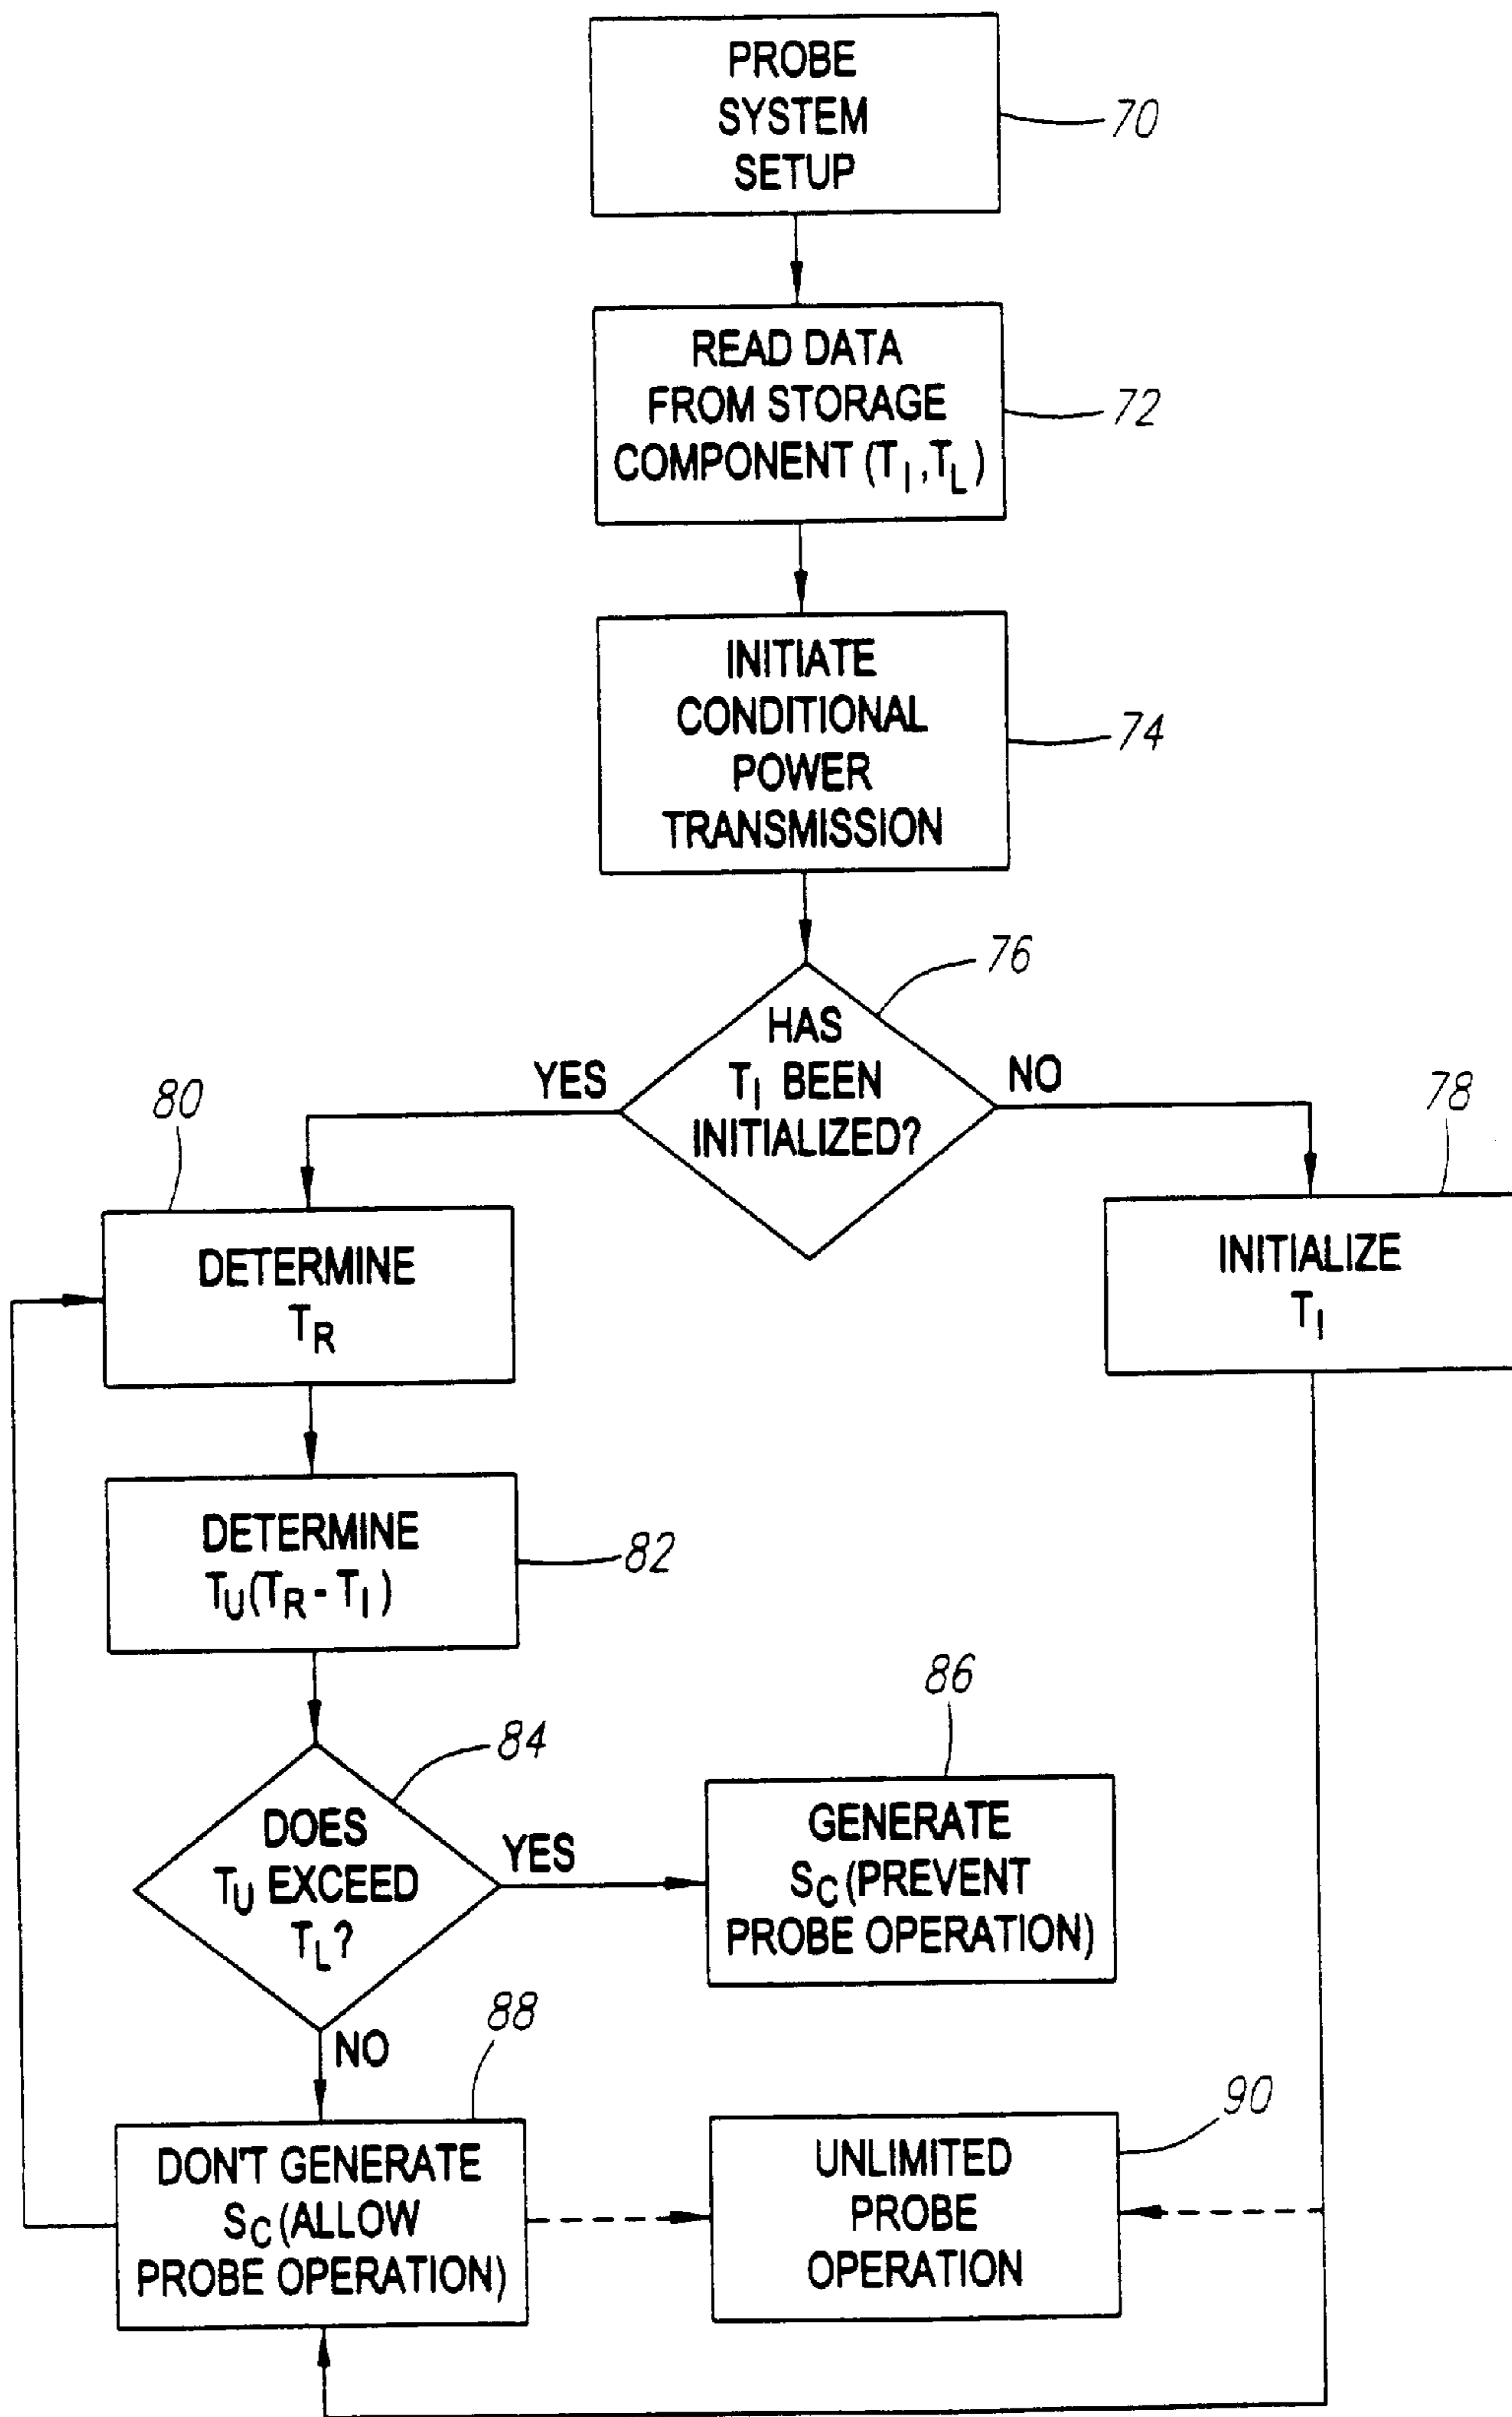 PROBE
SYSTEM
SETUP
70
READ DATA
FROM STORAGE
COMPONENT (T_I, T_L)
72
INITIATE
CONDITIONAL
POWER
TRANSMISSION
74
76
HAS
T_I BEEN
INITIALIZED?
YES
NO
80
78
DETERMINE
T_R
INITIALIZE
T_I
DETERMINE
T_U(T_R - T_I)
82
84
86
DOES
T_U EXCEED
T_L?
YES
GENERATE
S_C (PREVENT
PROBE OPERATION)
NO
88
90
DON'T GENERATE
S_C (ALLOW
PROBE OPERATION)
UNLIMITED
PROBE
OPERATION